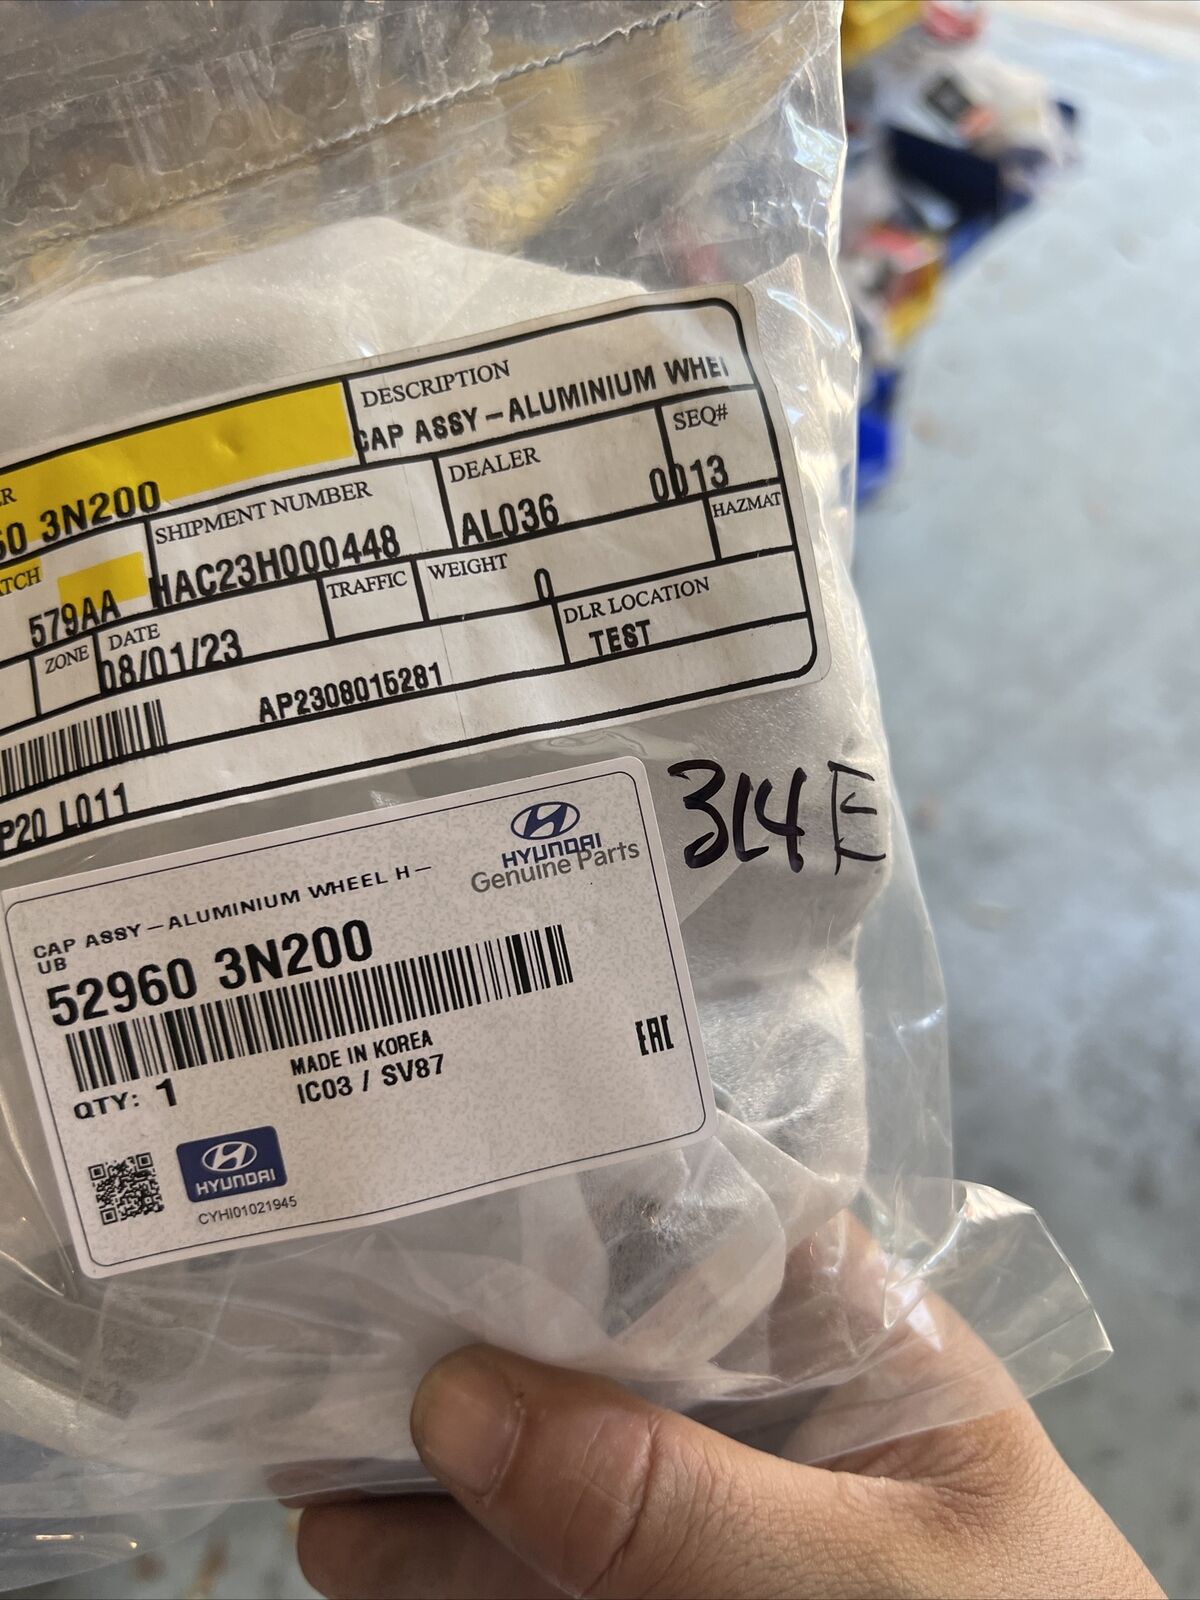 DESCRIPTION
CAP ASSY-ALUMINIUM WHEI
3N200
SHIPMENT NUMBER
HAC23H000448
DEALER
AL036
SEQ#
0013
579AA
ZONE
DATE
08/01/23
TRAFFIC
WEIGHT
0
HAZMAT
DLR LOCATION
TEST
AP2308015281
P20 L011
314E
HYUNDAI
Genuine Parts
CAP ASSY-ALUMINIUM WHEEL H-
UB
52960 3N200
QTY: 1
MADE IN KOREA
IC03 / SV87
EAC
HYUNDAI
CYHI01021945